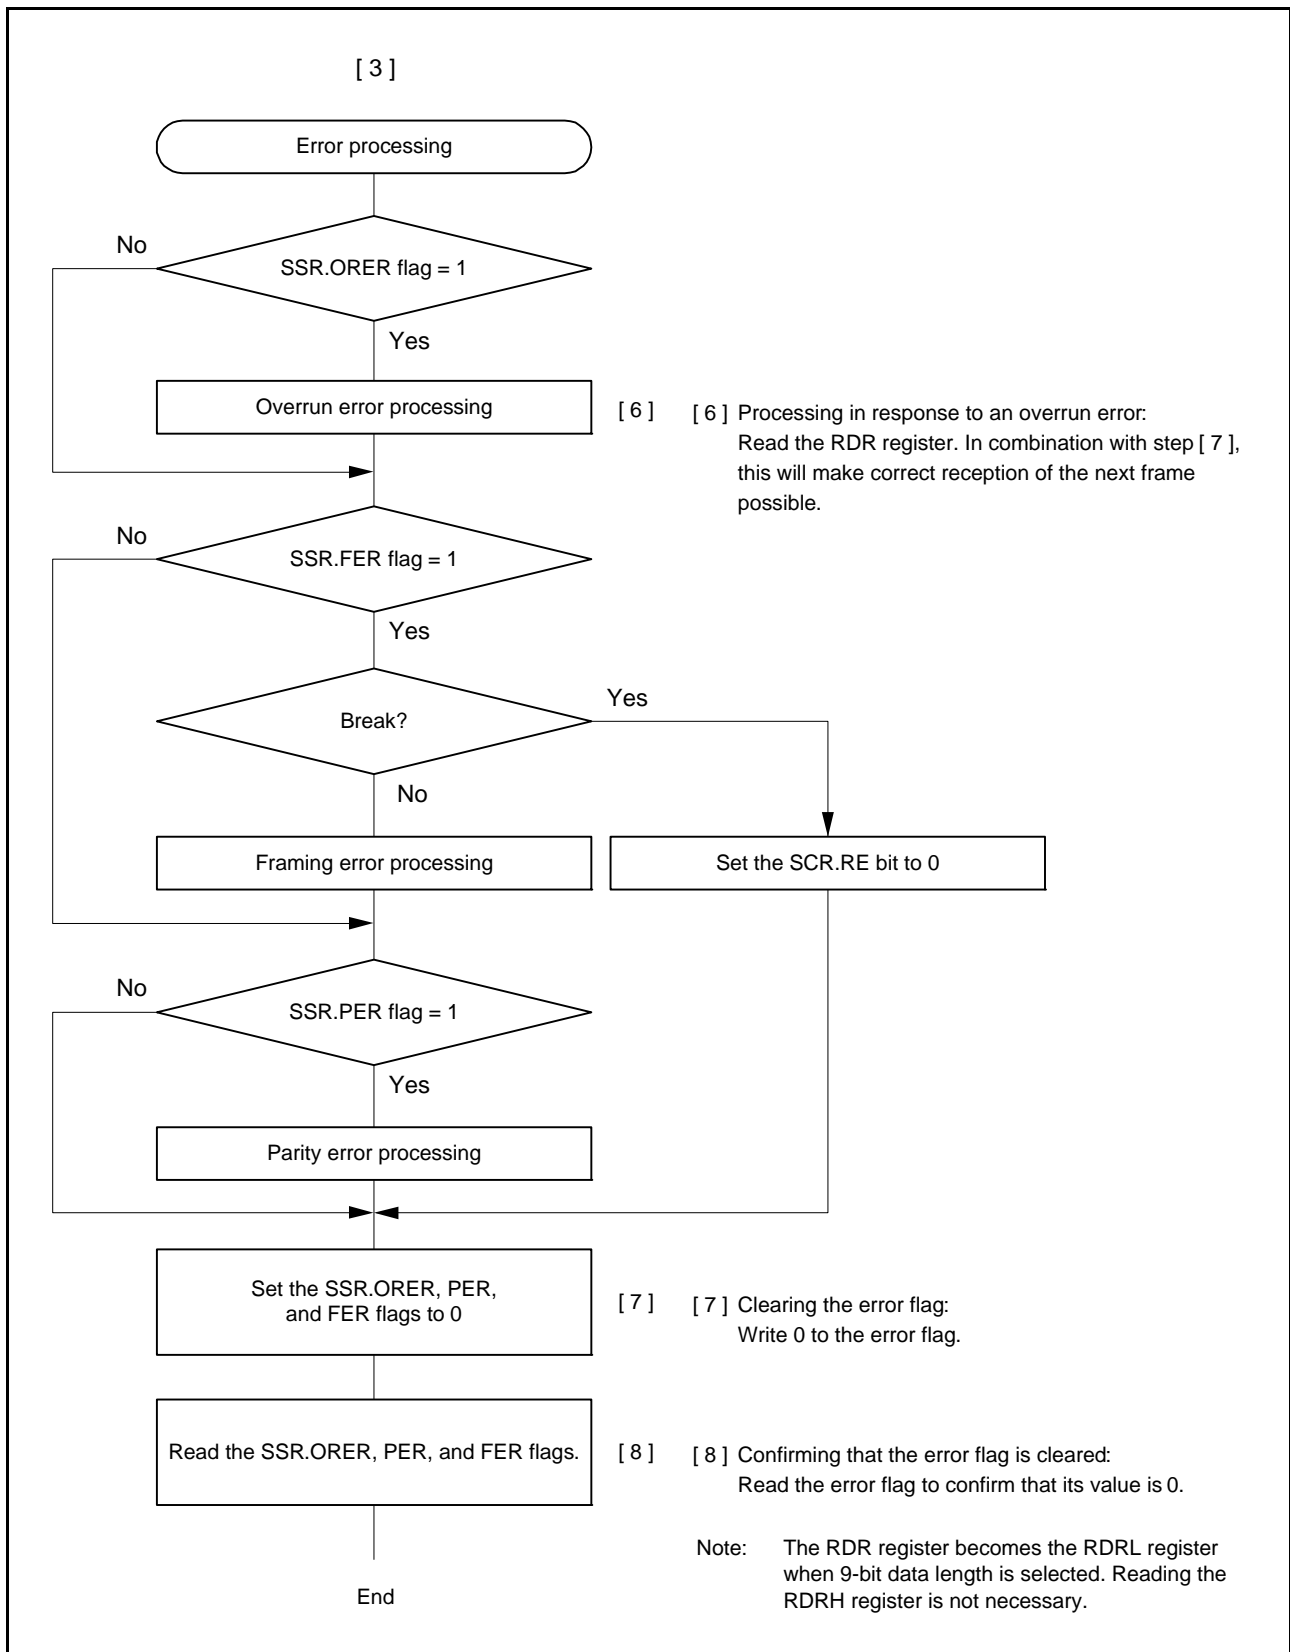 [ 3 ]
Error processing
No
SSR.ORER flag = 1
Yes
Overrun error processing
[ 6 ]
[ 6 ] Processing in response to an overrun error:
Read the RDR register. In combination with step [ 7 ],
this will make correct reception of the next frame
possible.
No
SSR.FER flag = 1
Yes
Break?
Yes
No
Framing error processing
Set the SCR.RE bit to 0
No
SSR.PER flag = 1
Yes
Parity error processing
Set the SSR.ORER, PER,
and FER flags to 0
[ 7 ]
[ 7 ] Clearing the error flag:
Write 0 to the error flag.
Read the SSR.ORER, PER, and FER flags.
[ 8 ]
[ 8 ] Confirming that the error flag is cleared:
Read the error flag to confirm that its value is 0.
End
Note: The RDR register becomes the RDRL register
when 9-bit data length is selected. Reading the
RDRH register is not necessary.